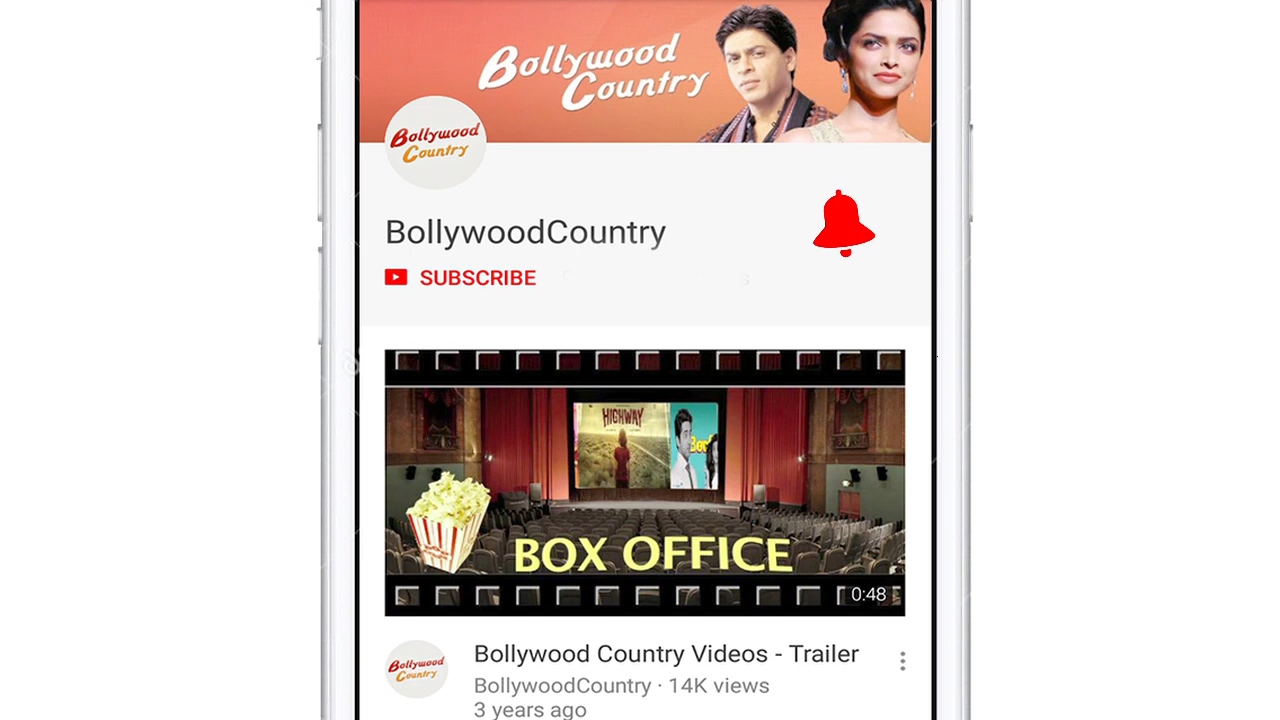 Bollywood
Country
Bollywood
Country
BollywoodCountry
SUBSCRIBE
HIGHWAY
BOX OFFICE
0:48
Bollywood
Country
Bollywood Country Videos - Trailer
BollywoodCountry · 14K views
3 years ago